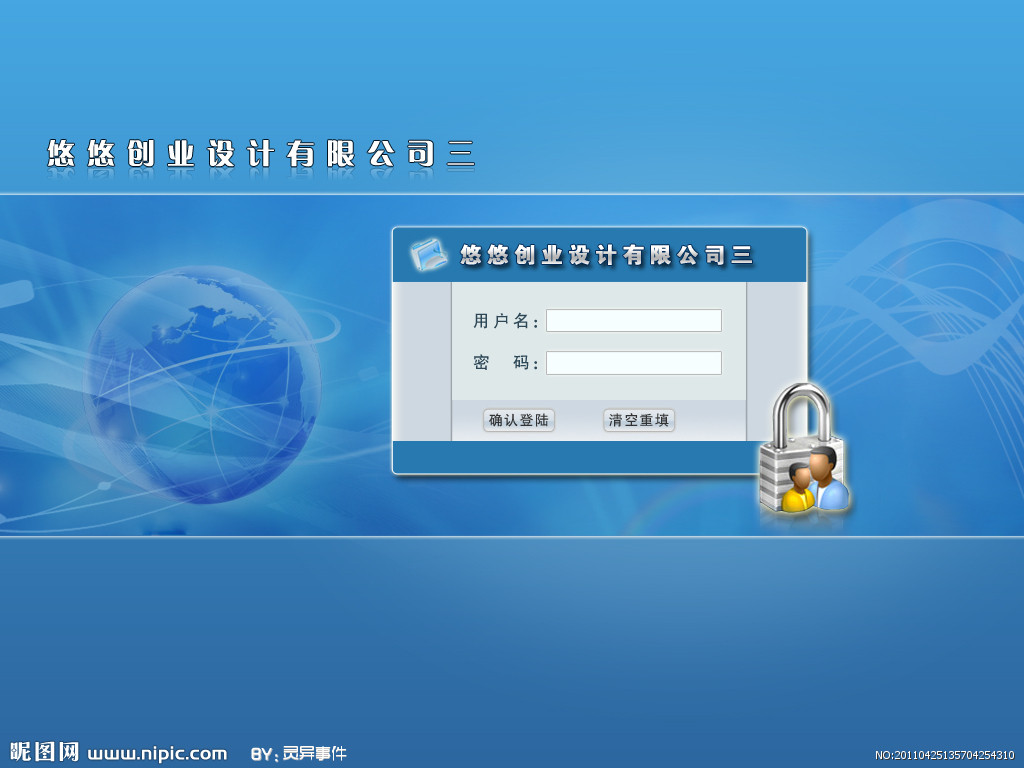 悠悠创业设计有限公司三
悠悠创业设计有限公司三
用户名:
密 码:
确认登陆 清空重填
昵图网 www.nipic.com BY:灵异事件 NO:20110425135704254310